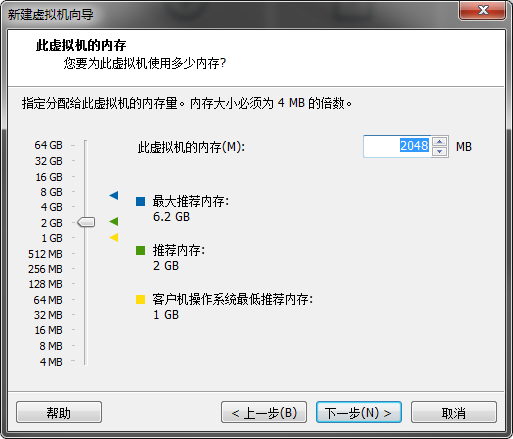 新建虚拟机向导
此虚拟机的内存
您要为此虚拟机使用多少内存?
指定分配给此虚拟机的内存量。内存大小必须为 4 MB 的倍数。
此虚拟机的内存(M): 2048 MB
64 GB
32 GB
16 GB
8 GB
4 GB
2 GB
1 GB
512 MB
256 MB
128 MB
64 MB
32 MB
16 MB
8 MB
4 MB
最大推荐内存:
6.2 GB
推荐内存:
2 GB
客户机操作系统最低推荐内存:
1 GB
帮助 < 上一步(B) 下一步(N) > 取消